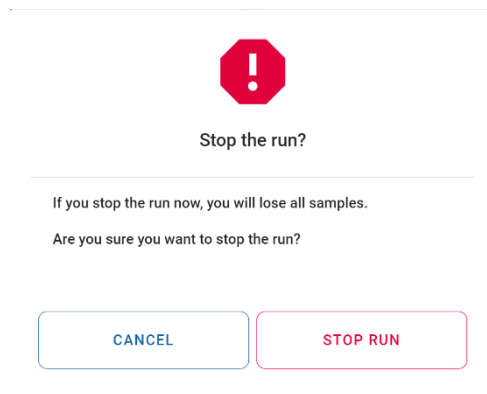 Stop the run?
If you stop the run now, you will lose all samples.
Are you sure you want to stop the run?
CANCEL
STOP RUN